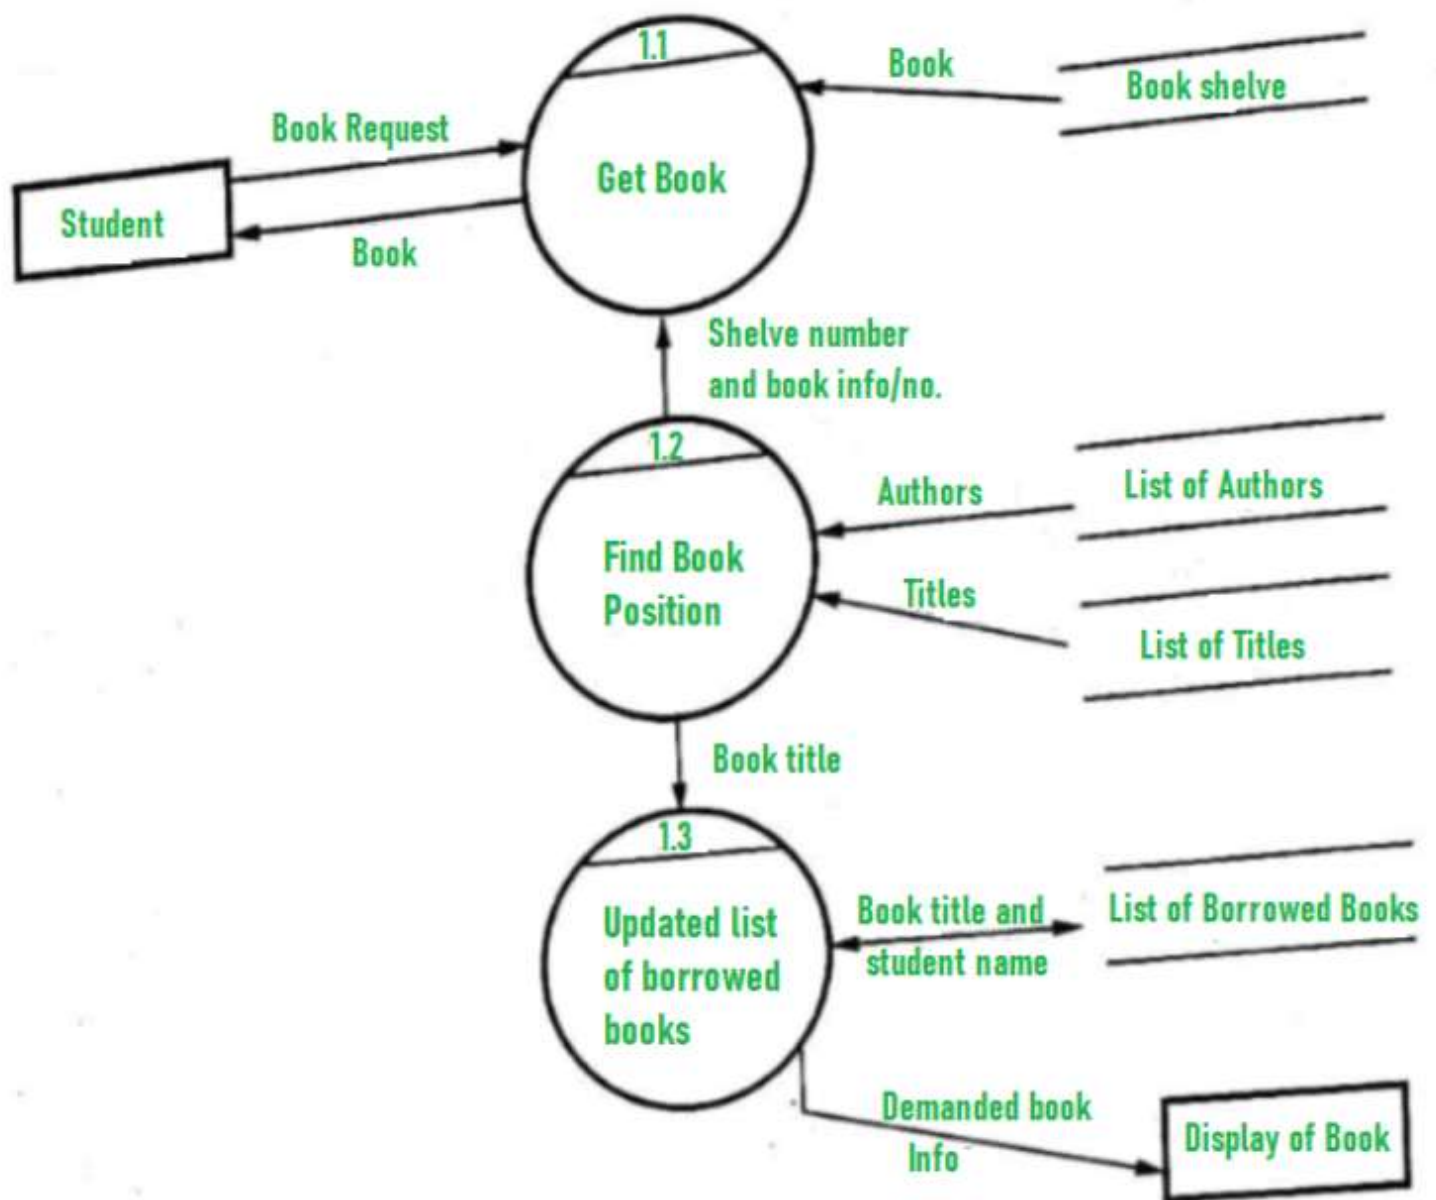 1.1
Book
Book shelve
Book Request
Get Book
Student
Book
Shelve number
and book info/no.
1.2
Authors
List of Authors
Find Book
Position
Titles
List of Titles
Book title
1.3
Updated list
of borrowed
books
Book title and
student name
List of Borrowed Books
Demanded book
Info
Display of Book